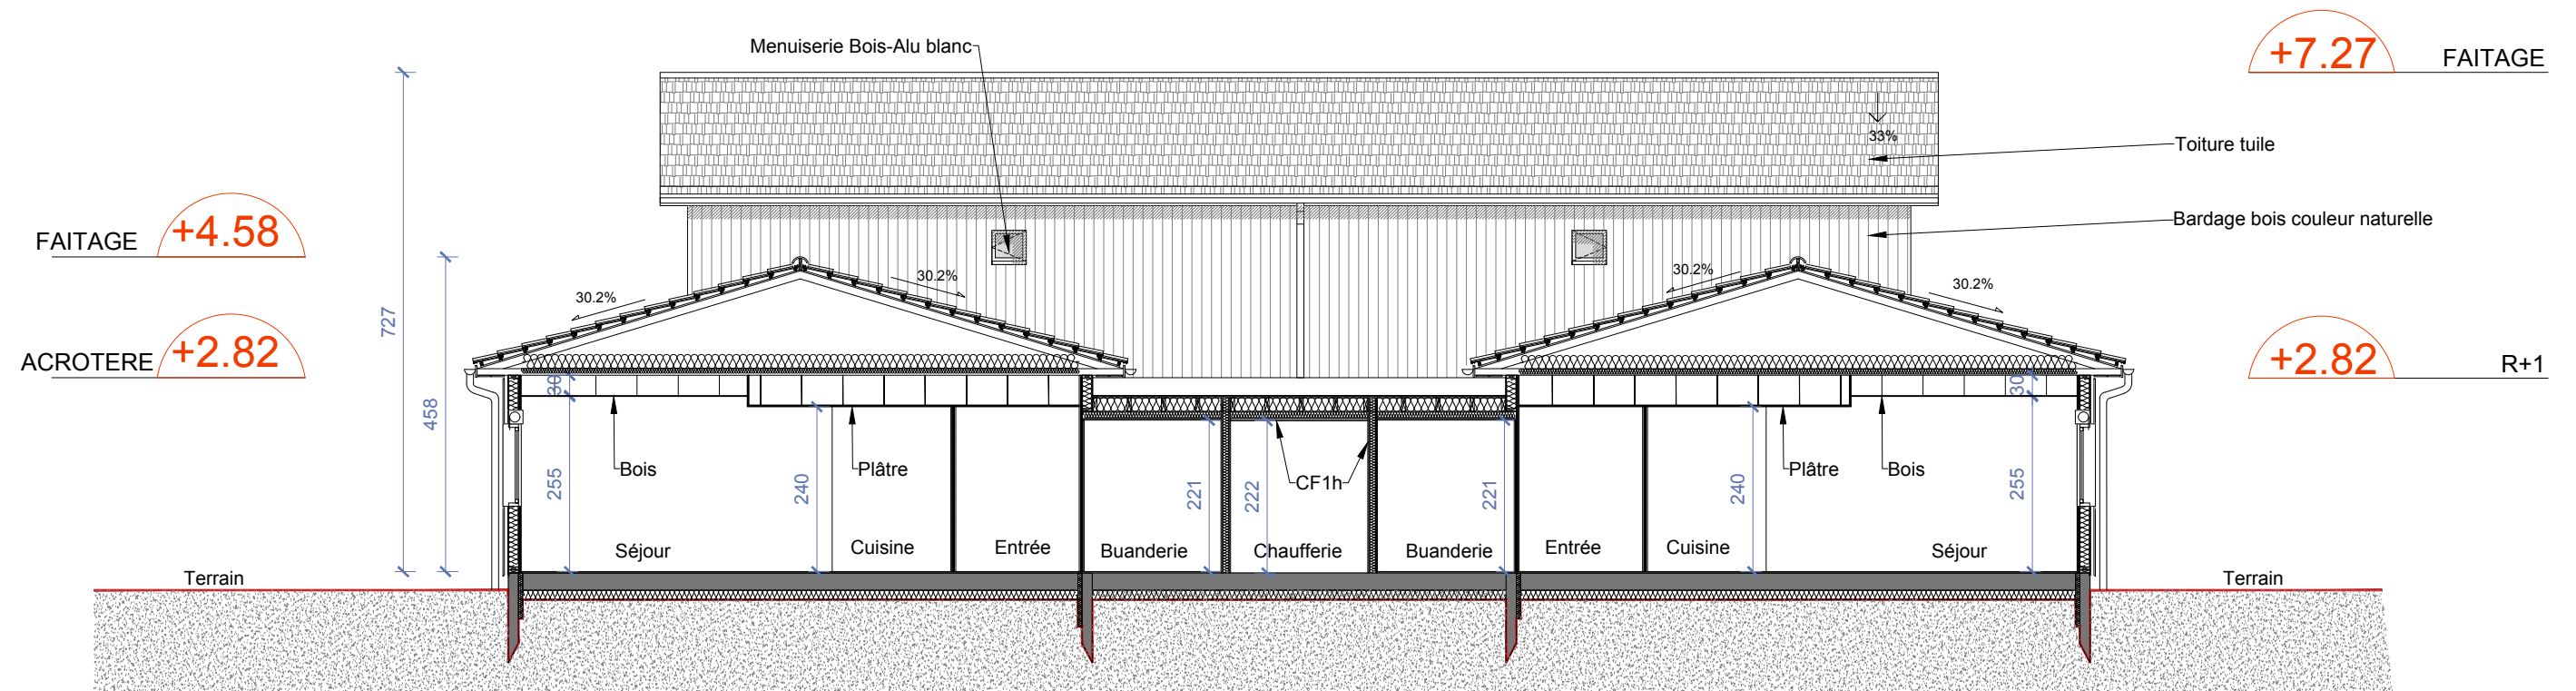 Menuiserie Bois-Alu blanc
+7.27
FAITAGE
33%
Toiture tuile
FAITAGE
+4.58
Bardage bois couleur naturelle
30.2%
30.2%
30.2%
30.2%
727
ACROTERE
+2.82
+2.82
R+1
30
30
458
Bois
Plâtre
CF1h
Plâtre
Bois
255
240
221
222
221
240
255
Séjour
Cuisine
Entrée
Buanderie
Chaufferie
Buanderie
Entrée
Cuisine
Séjour
Terrain
Terrain